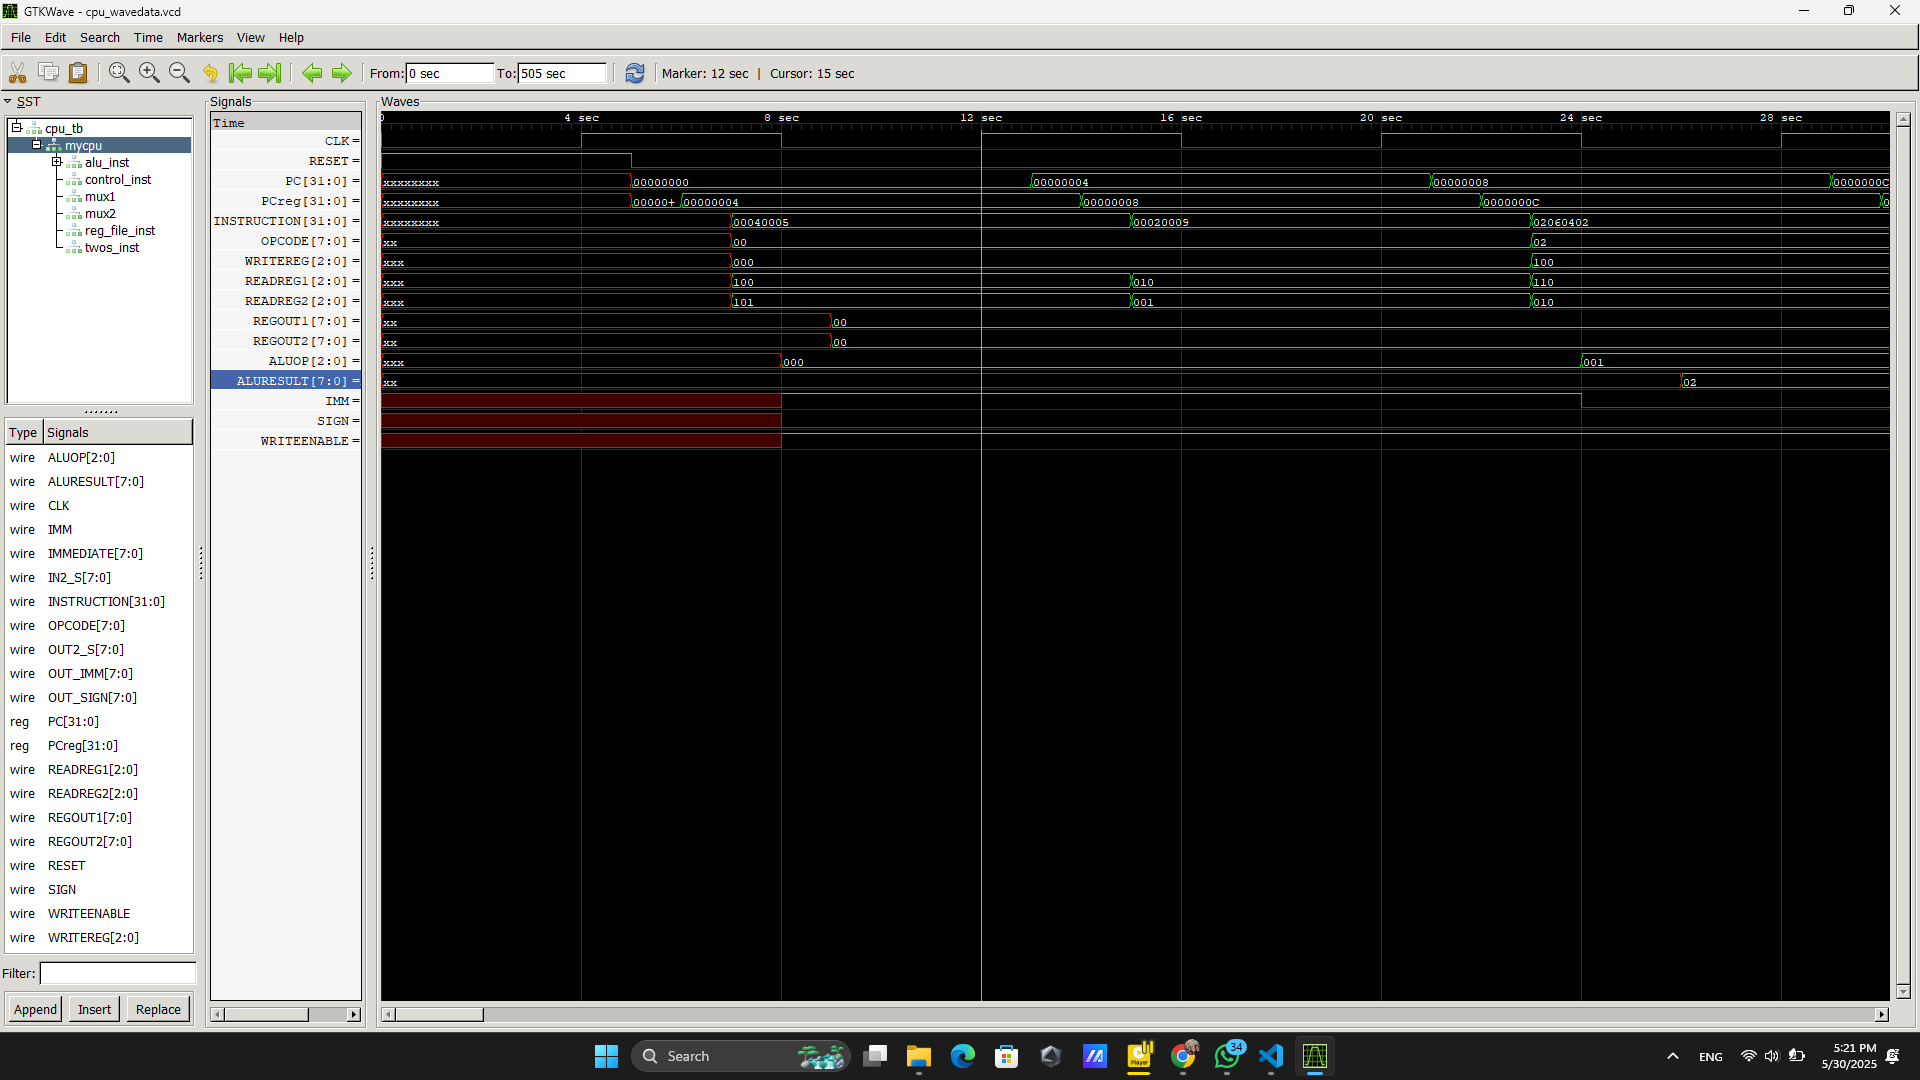 GTKWave - cpu_wavedata.vcd
File Edit Search Time Markers View Help
From: 0 sec To: 505 sec Marker: 12 sec | Cursor: 15 sec
SST
cpu_tb
mycpu
alu_inst
control_inst
mux1
mux2
reg_file_inst
twos_inst
Type Signals
wire ALUOP[2:0]
wire ALURESULT[7:0]
wire CLK
wire IMM
wire IMMEDIATE[7:0]
wire IN2_S[7:0]
wire INSTRUCTION[31:0]
wire OPCODE[7:0]
wire OUT2_S[7:0]
wire OUT_IMM[7:0]
wire OUT_SIGN[7:0]
reg PC[31:0]
reg PCreg[31:0]
wire READREG1[2:0]
wire READREG2[2:0]
wire REGOUT1[7:0]
wire REGOUT2[7:0]
wire RESET
wire SIGN
wire WRITEENABLE
wire WRITEREG[2:0]
Filter:
Append Insert Replace
Signals
Time
CLK =
RESET =
PC[31:0] =
PCreg[31:0] =
INSTRUCTION[31:0] =
OPCODE[7:0] =
WRITEREG[2:0] =
READREG1[2:0] =
READREG2[2:0] =
REGOUT1[7:0] =
REGOUT2[7:0] =
ALUOP[2:0] =
ALURESULT[7:0] =
IMM =
SIGN =
WRITEENABLE =
Waves
0 4 sec 8 sec 12 sec 16 sec 20 sec 24 sec 28 sec
xxxxxxxx 00000000 00000004 00000008 0000000C
xxxxxxxx 00000+ 00000004 00000008 0000000C 0
xxxxxxxx 00040005 00020009 02060402
xx 00 02
xxx 000 100
xxx 100 010 110
xxx 101 001 010
xx 00
xx 00
xxx 000 001
xx 02
Search
34
ENG
5:21 PM
5/30/2025